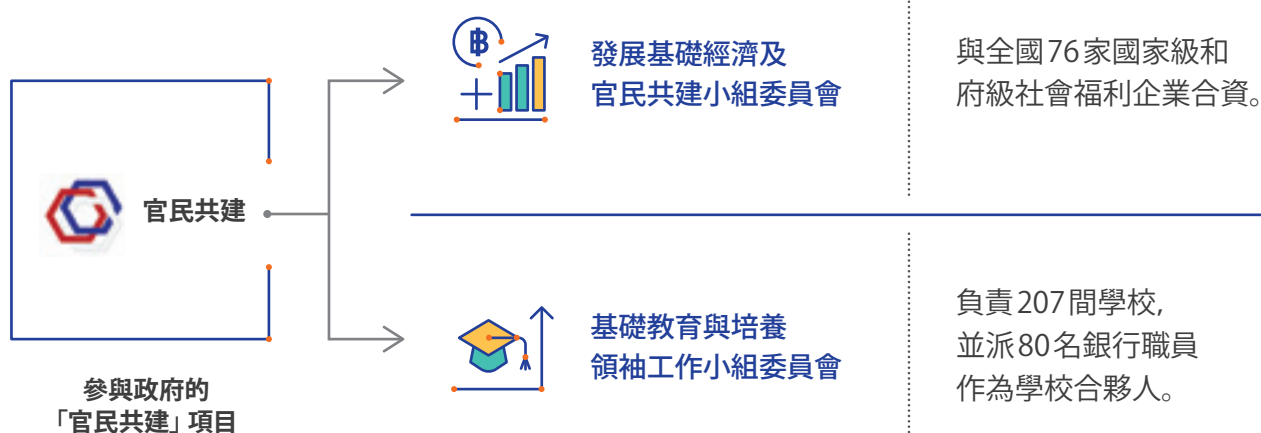 官民共建
參與政府的
「官民共建」項目
發展基礎經濟及
官民共建小組委員會
與全國76家國家級和
府級社會福利企業合資。
基礎教育與培養
領袖工作小組委員會
負責207間學校,
並派80名銀行職員
作為學校合夥人。